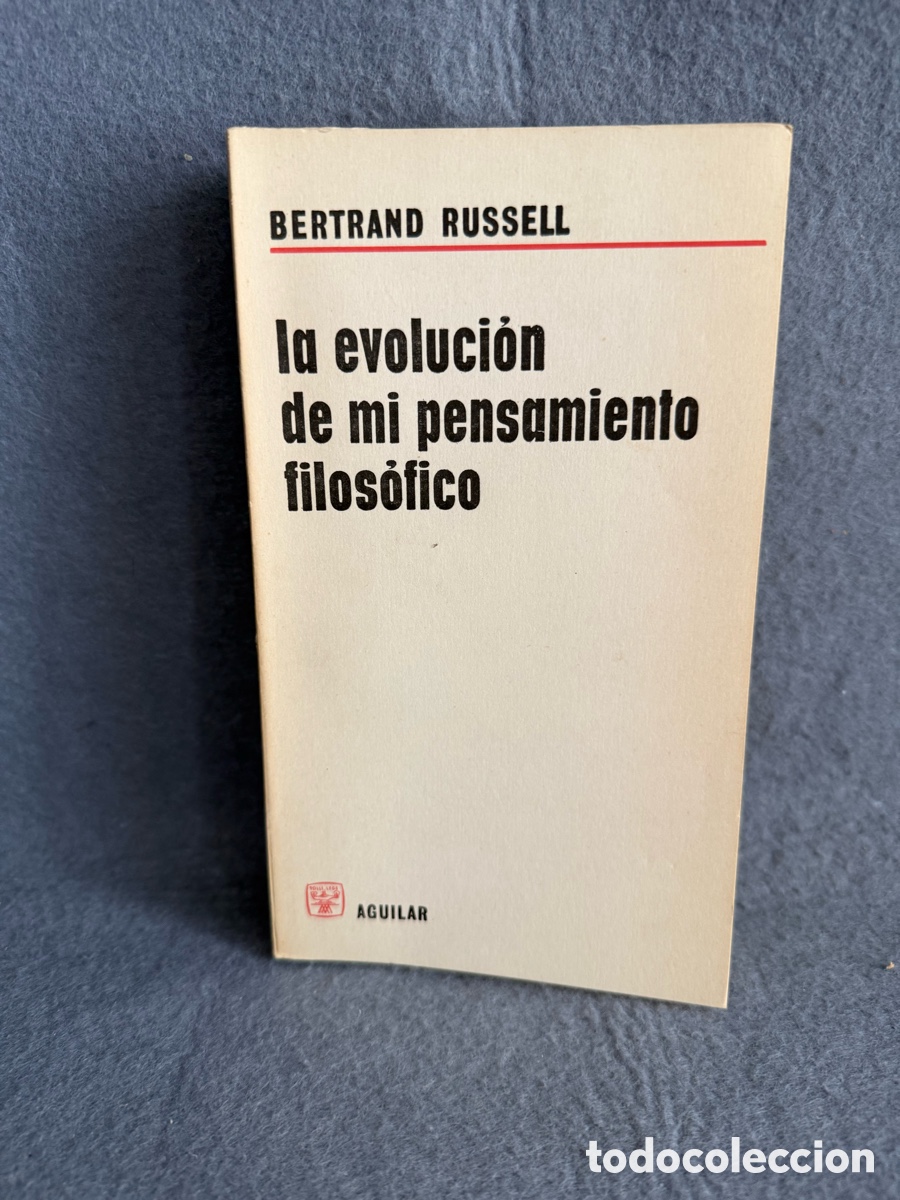 BERTRAND RUSSELL
la evolución
de mi pensamiento
filosófico
AGUILAR
todocoleccion